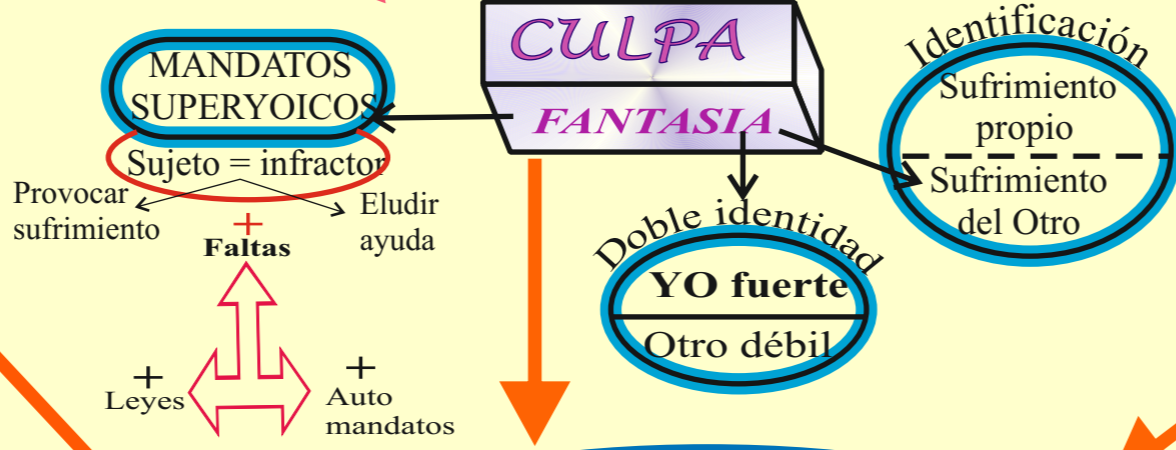 CULPA
FANTASIA
MANDATOS
SUPERYOICOS
Sujeto = infractor
Provocar
sufrimiento
Eludir
ayuda
+
Faltas
+
Leyes
+
Auto
mandatos
Doble identidad
YO fuerte
Otro débil
Identificación
Sufrimiento
propio
Sufrimiento
del Otro